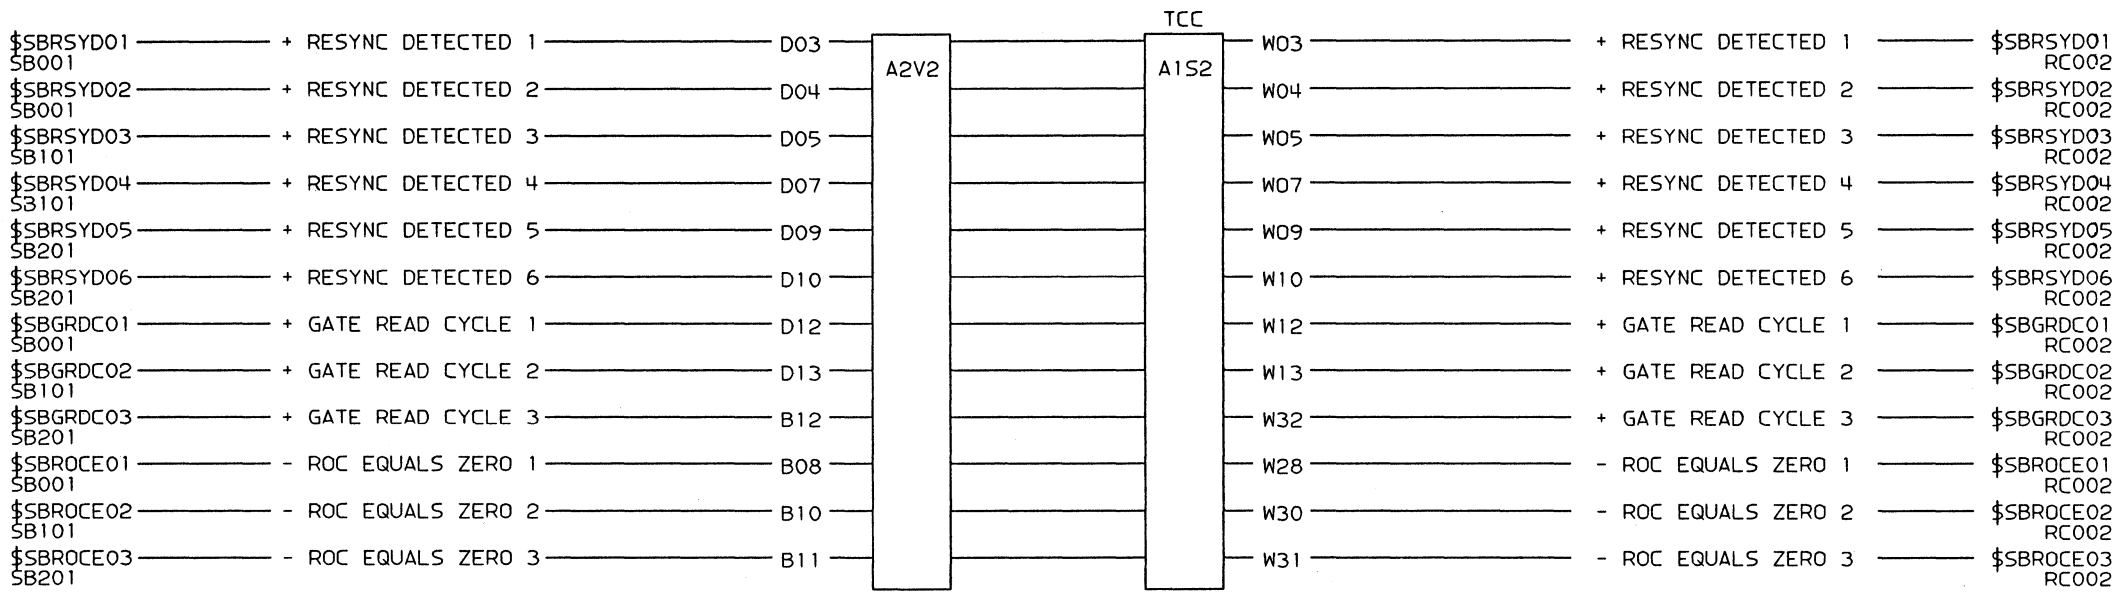 TCC
$SBRSYD01 + RESYNC DETECTED 1 D03 W03 + RESYNC DETECTED 1 $SBRSYD01
SB001 A2V2 A1S2 RC002
$SBRSYD02 + RESYNC DETECTED 2 D04 W04 + RESYNC DETECTED 2 $SBRSYD02
SB001 RC002
$SBRSYD03 + RESYNC DETECTED 3 D05 W05 + RESYNC DETECTED 3 $SBRSYD03
SB101 RC002
$SBRSYD04 + RESYNC DETECTED 4 D07 W07 + RESYNC DETECTED 4 $SBRSYD04
SB101 RC002
$SBRSYD05 + RESYNC DETECTED 5 D09 W09 + RESYNC DETECTED 5 $SBRSYD05
SB201 RC002
$SBRSYD06 + RESYNC DETECTED 6 D10 W10 + RESYNC DETECTED 6 $SBRSYD06
SB201 RC002
$SBGRDC01 + GATE READ CYCLE 1 D12 W12 + GATE READ CYCLE 1 $SBGRDC01
SB001 RC002
$SBGRDC02 + GATE READ CYCLE 2 D13 W13 + GATE READ CYCLE 2 $SBGRDC02
SB101 RC002
$SBGRDC03 + GATE READ CYCLE 3 B12 W32 + GATE READ CYCLE 3 $SBGRDC03
SB201 RC002
$SBROCE01 - ROC EQUALS ZERO 1 B08 W28 - ROC EQUALS ZERO 1 $SBROCE01
SB001 RC002
$SBROCE02 - ROC EQUALS ZERO 2 B10 W30 - ROC EQUALS ZERO 2 $SBROCE02
SB101 RC002
$SBROCE03 - ROC EQUALS ZERO 3 B11 W31 - ROC EQUALS ZERO 3 $SBROCE03
SB201 RC002